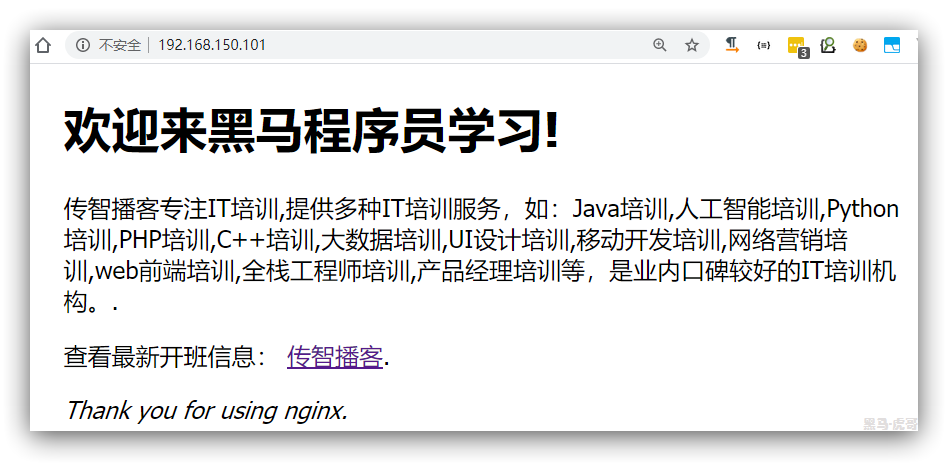 不安全 | 192.168.150.101
3
欢迎来黑马程序员学习!
传智播客专注IT培训,提供多种IT培训服务，如：Java培训,人工智能培训,Python
培训,PHP培训,C++培训,大数据培训,UI设计培训,移动开发培训,网络营销培
训,web前端培训,全栈工程师培训,产品经理培训等，是业内口碑较好的IT培训机
构。.
查看最新开班信息： 传智播客.
Thank you for using nginx.
黑马·虎哥